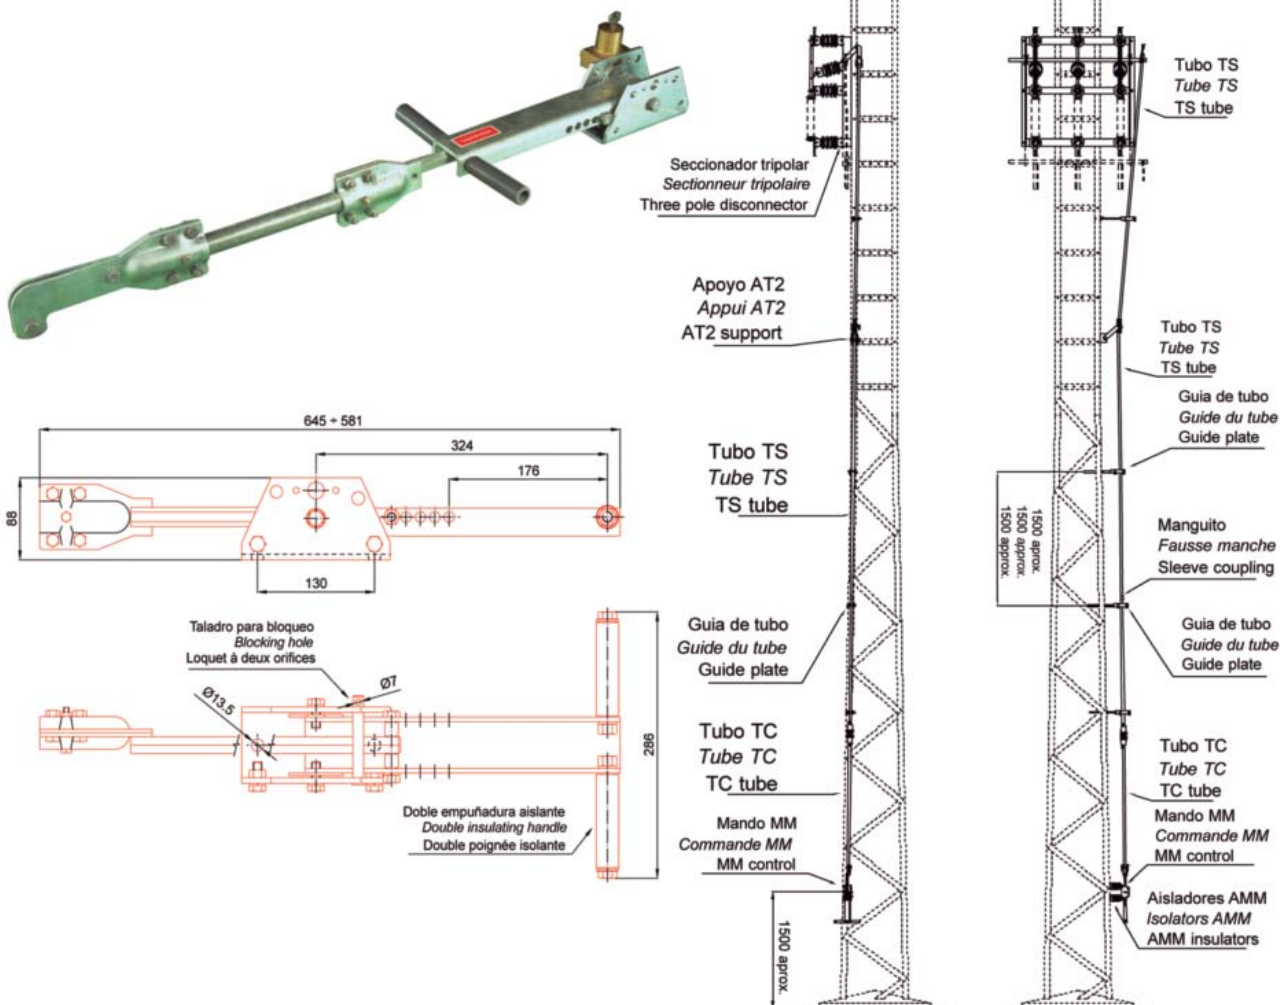 Seccionador tripolar
Sectionneur tripolaire
Three pole disconnector
Apoyo AT2
Appui AT2
AT2 support
Tubo TS
Tube TS
TS tube
Guia de tubo
Guide du tube
Guide plate
Tubo TC
Tube TC
TC tube
Mando MM
Commande MM
MM control
1500 aprox.
Tubo TS
Tube TS
TS tube
Tubo TS
Tube TS
TS tube
Guia de tubo
Guide du tube
Guide plate
1500 aprox.
1500 aprox.
1500 approx.
Manguito
Fausse manche
Sleeve coupling
Guia de tubo
Guide du tube
Guide plate
Tubo TC
Tube TC
TC tube
Mando MM
Commande MM
MM control
Aisladores AMM
Isolators AMM
AMM insulators
645 ÷ 581
324
176
88
130
Taladro para bloqueo
Blocking hole
Loquet à deux orifices
Ø7
Ø13.5
286
Doble empuñadura aislante
Double insulating handle
Double poignée isolante